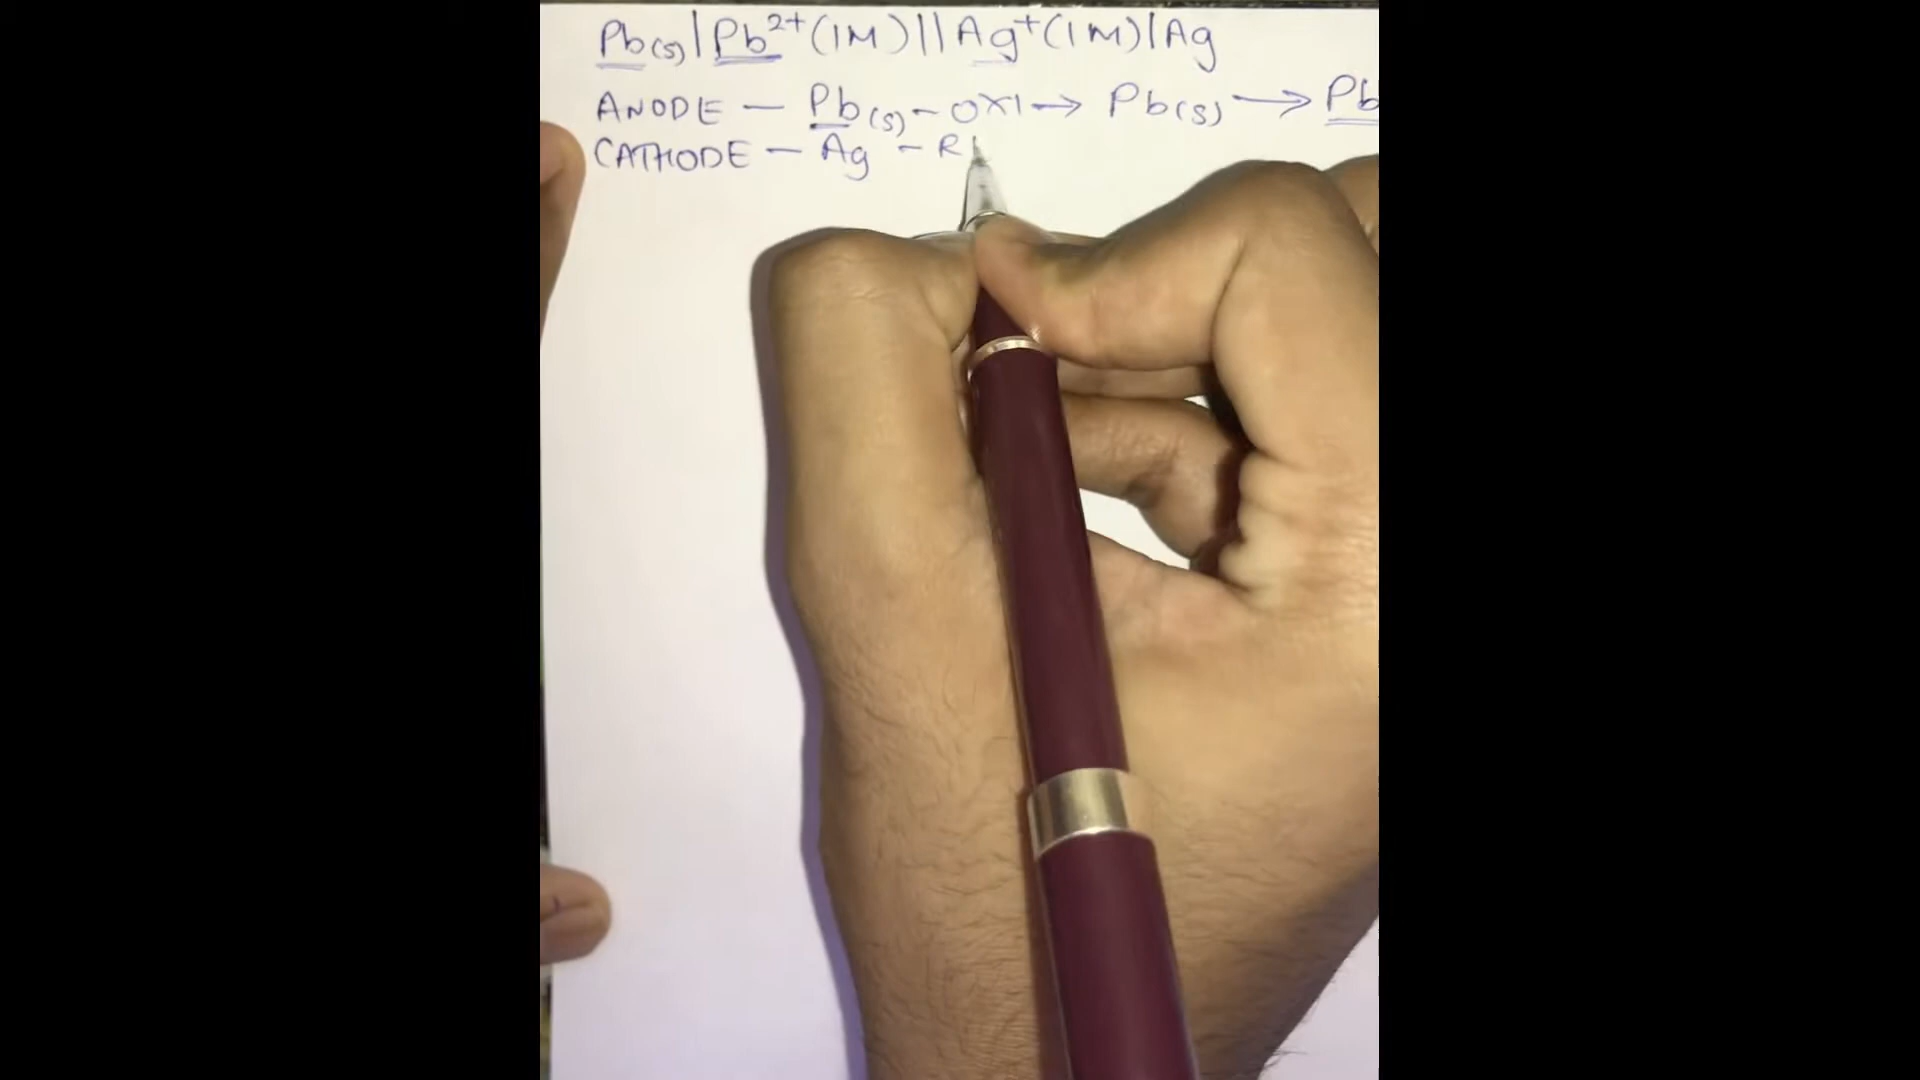 Pb(s)|Pb²⁺(1M)||Ag⁺(1M)|Ag
ANODE — Pb(s) - OXI → Pb(s) → Pb
CATHODE — Ag - R